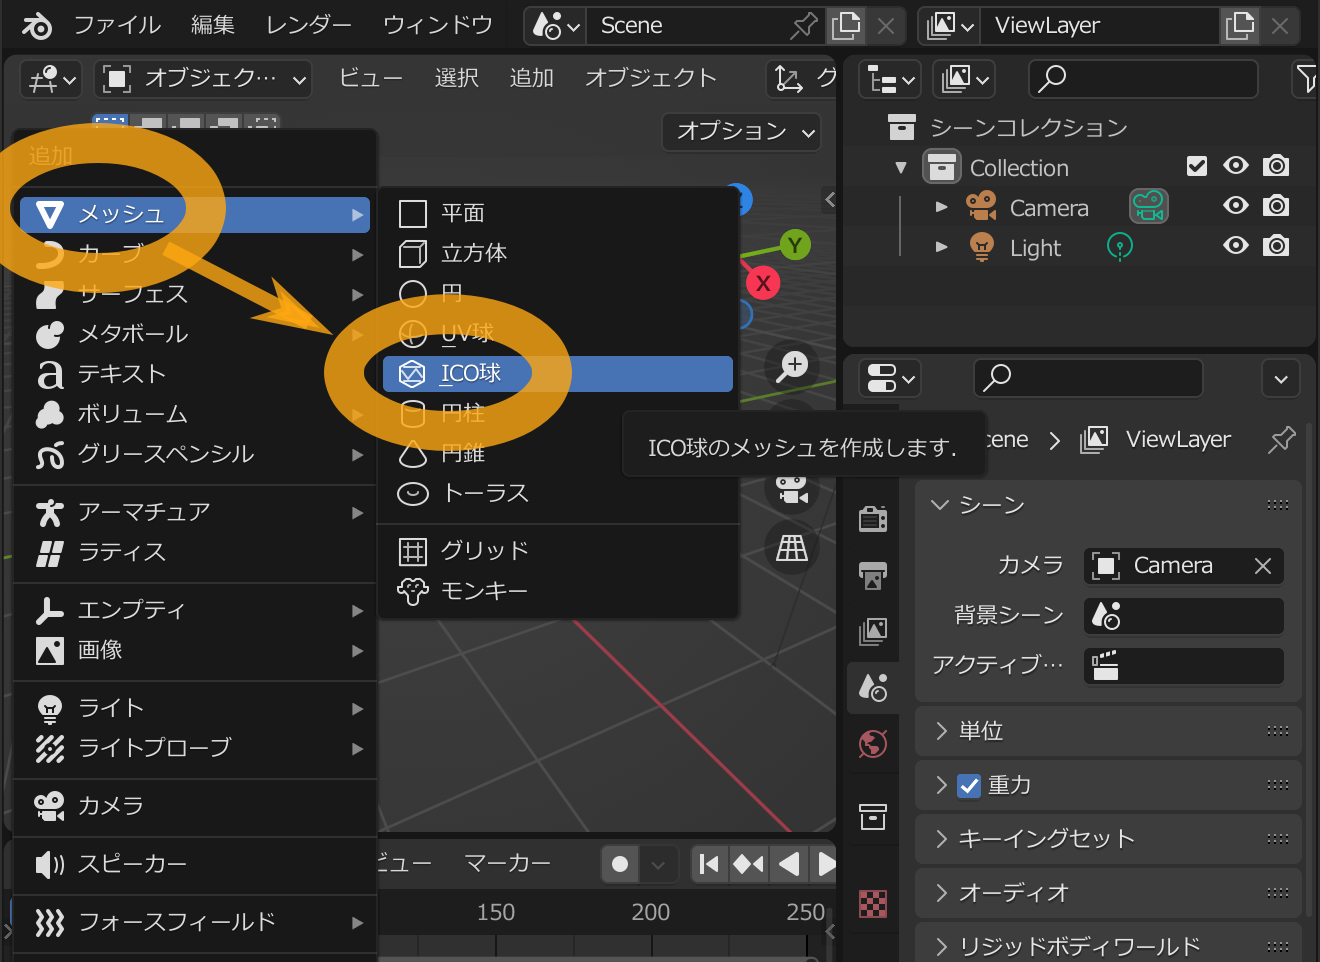 ファイル 編集 レンダー ウィンドウ Scene ViewLayer
オブジェク… ビュー 選択 追加 オブジェクト グ
オプション
追加
メッシュ
カーブ
サーフェス
メタボール
テキスト
ボリューム
グリースペンシル
アーマチュア
ラティス
エンプティ
画像
ライト
ライトプローブ
カメラ
スピーカー
フォースフィールド
平面
立方体
円
UV球
ICO球
円柱
円錐
トーラス
グリッド
モンキー
ICO球のメッシュを作成します.
Z
Y
X
シーンコレクション
Collection
Camera
Light
cene ViewLayer
シーン
カメラ Camera
背景シーン
アクティブ…
単位
重力
キーイングセット
オーディオ
リジッドボディワールド
ビュー マーカー
150 200 250